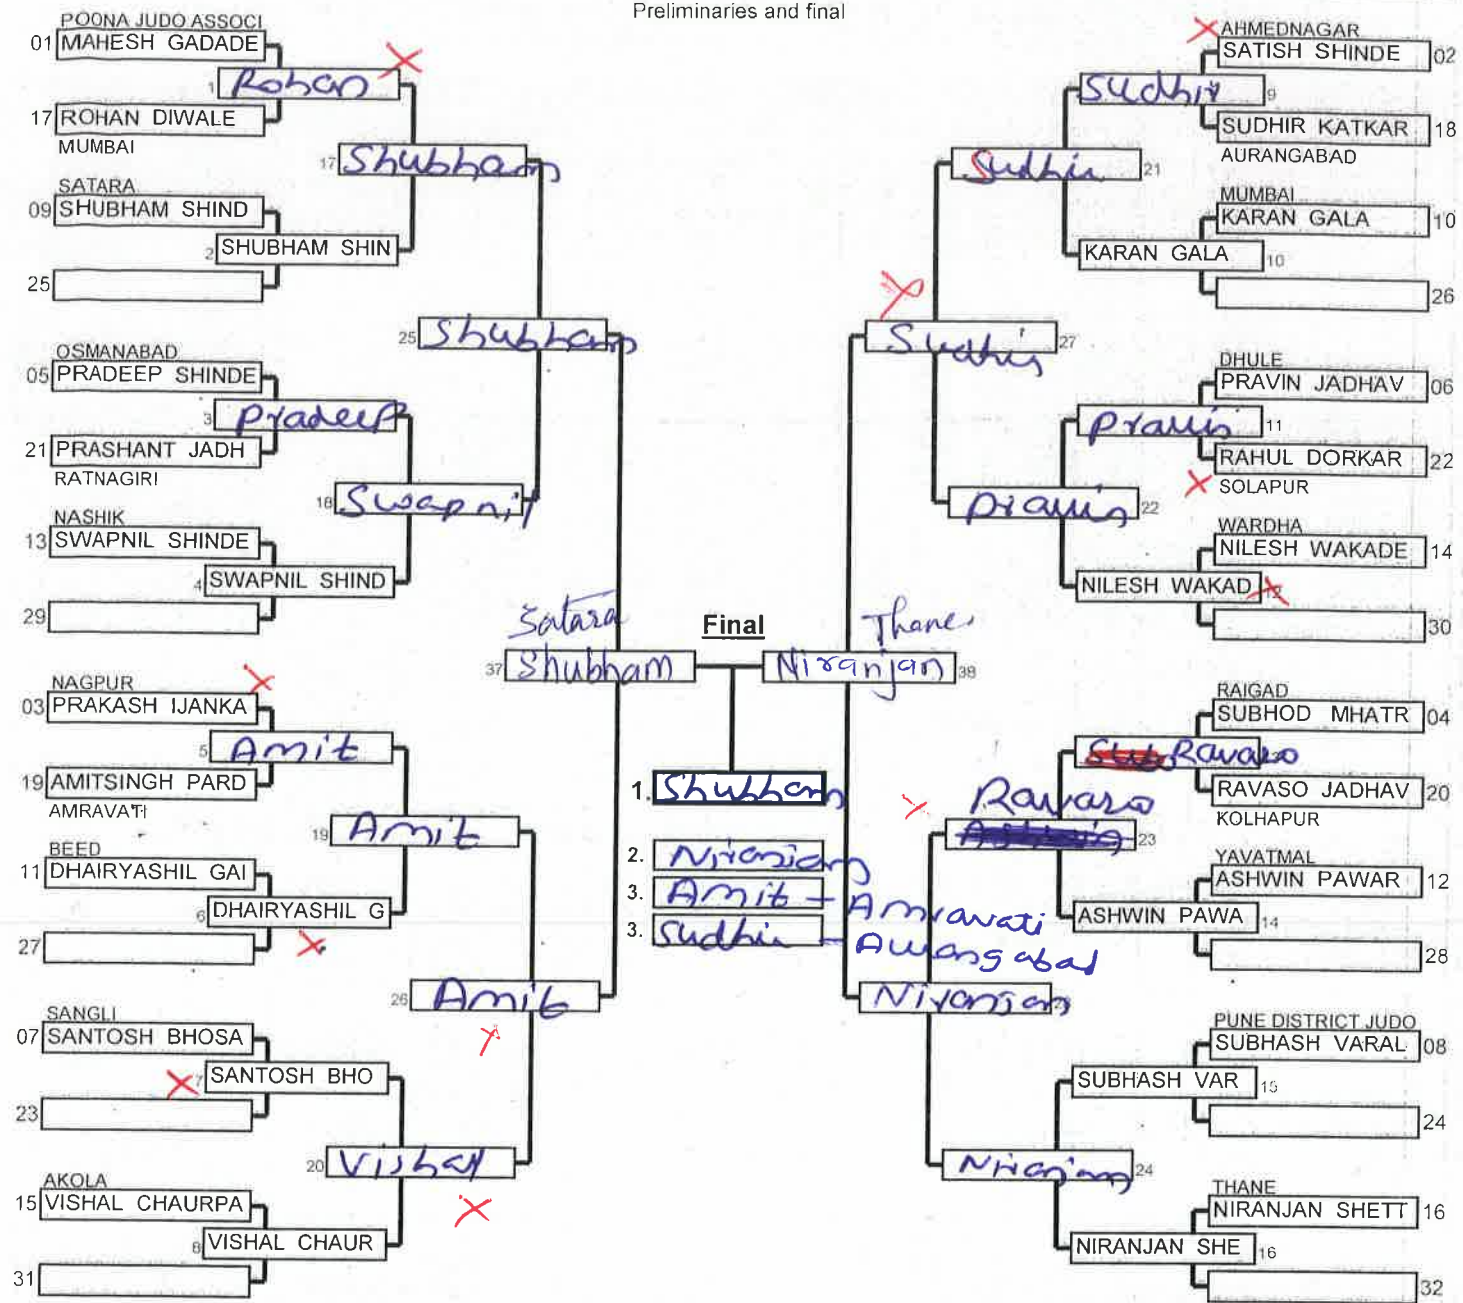 Preliminaries and final
POONA JUDO ASSOCI
01 MAHESH GADADE
1 Rohan
17 ROHAN DIWALE
MUMBAI
17 Shubham
SATARA
09 SHUBHAM SHIND
2 SHUBHAM SHIN
25
25 Shubham
OSMANABAD
05 PRADEEP SHINDE
3 Pradeep
21 PRASHANT JADH
RATNAGIRI
18 Swapnil
NASHIK
13 SWAPNIL SHINDE
4 SWAPNIL SHIND
29
Satara
37 Shubham
NAGPUR
03 PRAKASH IJANKA
5 Amit
19 AMITSINGH PARD
AMRAVATI
19 Amit
BEED
11 DHAIRYASHIL GAI
6 DHAIRYASHIL G
27
26 Amit
SANGLI
07 SANTOSH BHOSA
7 SANTOSH BHO
23
20 Vishal
AKOLA
15 VISHAL CHAURPA
8 VISHAL CHAUR
31
Final
1. Shubham
2. Niranjan
3. Amit - Amravati
3. Sudhir - Aurangabad
AHMEDNAGAR
SATISH SHINDE 02
Sudhir 9
SUDHIR KATKAR 18
AURANGABAD
Sudhir 21
MUMBAI
KARAN GALA 10
KARAN GALA 10
26
Sudhir 27
DHULE
PRAVIN JADHAV 06
Pravin 11
RAHUL DORKAR 22
SOLAPUR
Pravin 22
WARDHA
NILESH WAKADE 14
NILESH WAKAD
30
Thane
Niranjan 38
RAIGAD
SUBHOD MHATR 04
Ravaso
RAVASO JADHAV 20
KOLHAPUR
Ravaso
Ashwin 23
YAVATMAL
ASHWIN PAWAR 12
ASHWIN PAWA 14
28
Niranjan
PUNE DISTRICT JUDO
SUBHASH VARAL 08
SUBHASH VAR 15
24
Niranjan 24
THANE
NIRANJAN SHETT 16
NIRANJAN SHE 16
32